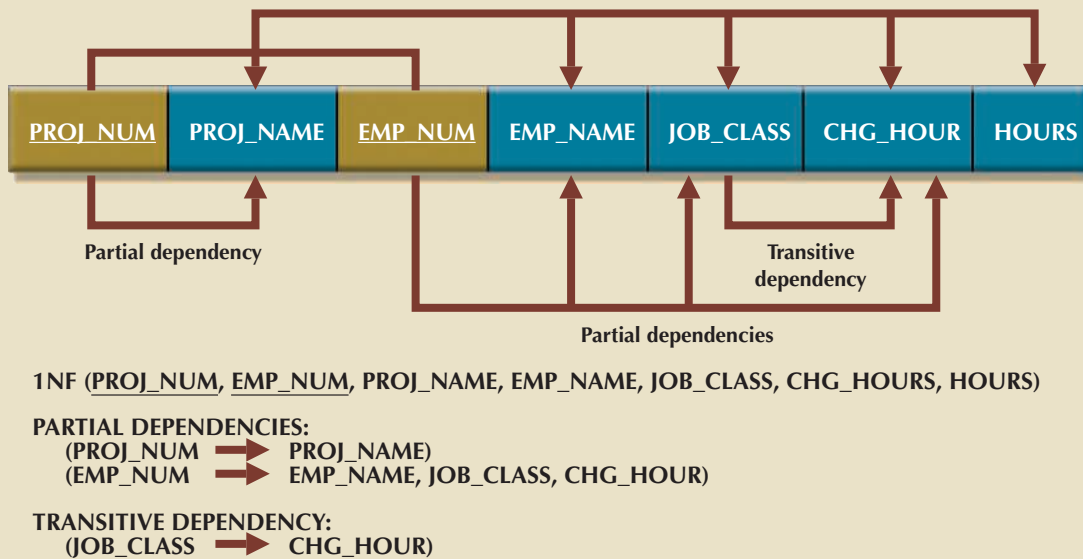 PROJ_NUM PROJ_NAME EMP_NUM EMP_NAME JOB_CLASS CHG_HOUR HOURS
Partial dependency
Transitive
dependency
Partial dependencies
1NF (PROJ_NUM, EMP_NUM, PROJ_NAME, EMP_NAME, JOB_CLASS, CHG_HOURS, HOURS)
PARTIAL DEPENDENCIES:
(PROJ_NUM PROJ_NAME)
(EMP_NUM EMP_NAME, JOB_CLASS, CHG_HOUR)
TRANSITIVE DEPENDENCY:
(JOB_CLASS CHG_HOUR)